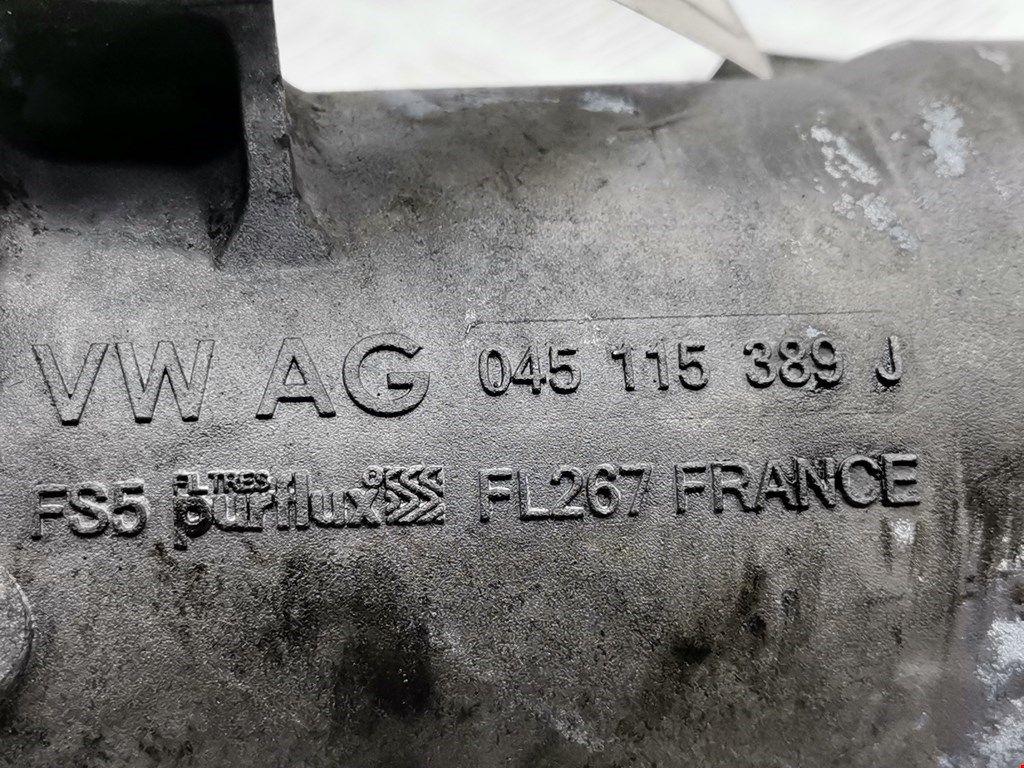 VW AG 045 115 389 J
FS5 FILTRES purflux® FL267 FRANCE